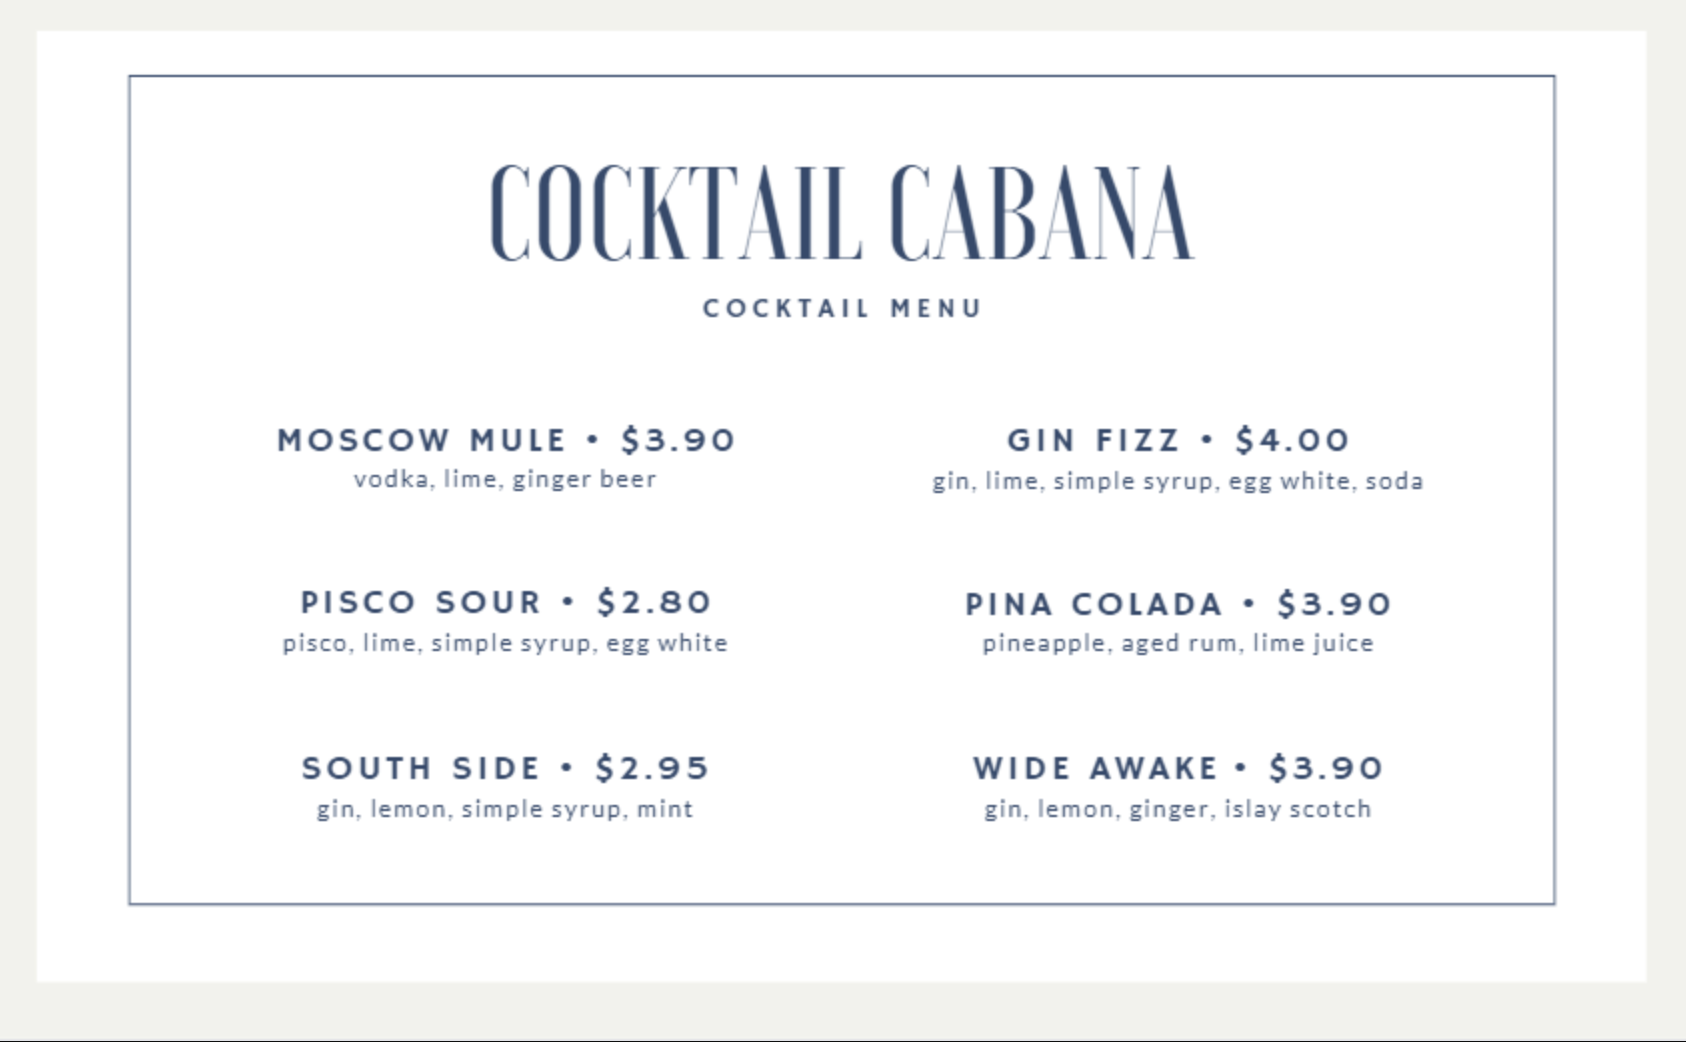 COCKTAIL CABANA
COCKTAIL MENU
MOSCOW MULE • $3.90
vodka, lime, ginger beer
PISCO SOUR • $2.80
pisco, lime, simple syrup, egg white
SOUTH SIDE • $2.95
gin, lemon, simple syrup, mint
GIN FIZZ • $4.00
gin, lime, simple syrup, egg white, soda
PINA COLADA • $3.90
pineapple, aged rum, lime juice
WIDE AWAKE • $3.90
gin, lemon, ginger, islay scotch